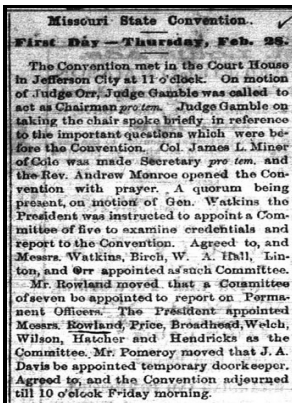 Missouri State Convention.
First Day—Thursday, Feb. 28.
The Convention met in the Court House
in Jefferson City at 11 o'clock. On motion
of Judge Orr, Judge Gamble was called to
act as Chairman pro tem. Judge Gamble on
taking the chair spoke briefly in reference
to the important questions which were be-
fore the Convention. Col. James L. Miner
of Cole was made Secretary pro tem. and
the Rev. Andrew Monroe opened the Con-
vention with prayer. A quorum being
present, on motion of Gen. Watkins the
President was instructed to appoint a Com-
mittee of five to examine credentials and
report to the Convention. Agreed to, and
Messrs. Watkins, Birch, W. A. Hall, Lin-
ton, and Orr appointed as such Committee.
Mr. Rowland moved that a Committee
of seven be appointed to report on Perma-
nent Officers. The President appointed
Messrs. Rowland, Price, Broadhead, Welch,
Wilson, Hatcher and Hendricks as the
Committee. Mr. Pomeroy moved that J. A.
Davis be appointed temporary doorkeeper.
Agreed to, and the Convention adjourned
till 10 o'clock Friday morning.